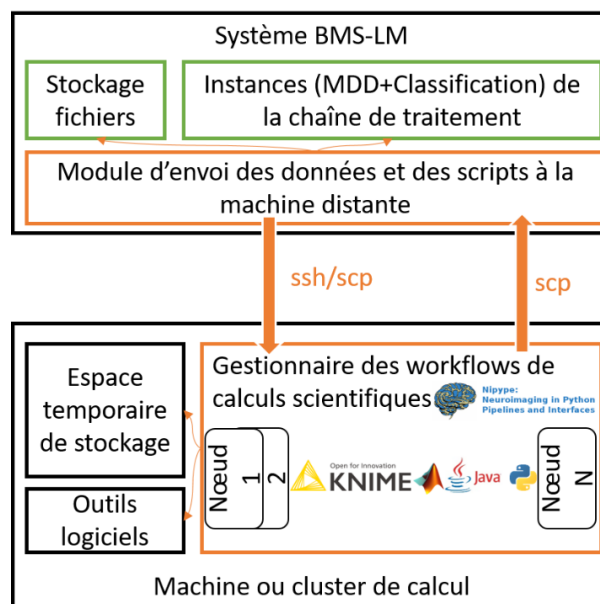 Système BMS-LM
Stockage
fichiers
Instances (MDD+Classification) de
la chaîne de traitement
Module d'envoi des données et des scripts à la
machine distante
ssh/scp
scp
Espace
temporaire
de stockage
Outils
logiciels
Gestionnaire des workflows de
calculs scientifiques
Nipype:
Neuroimaging in Python
Pipelines and Interfaces
Nœud
1
2
Open for Innovation
KNIME
Java
Nœud
N
Machine ou cluster de calcul